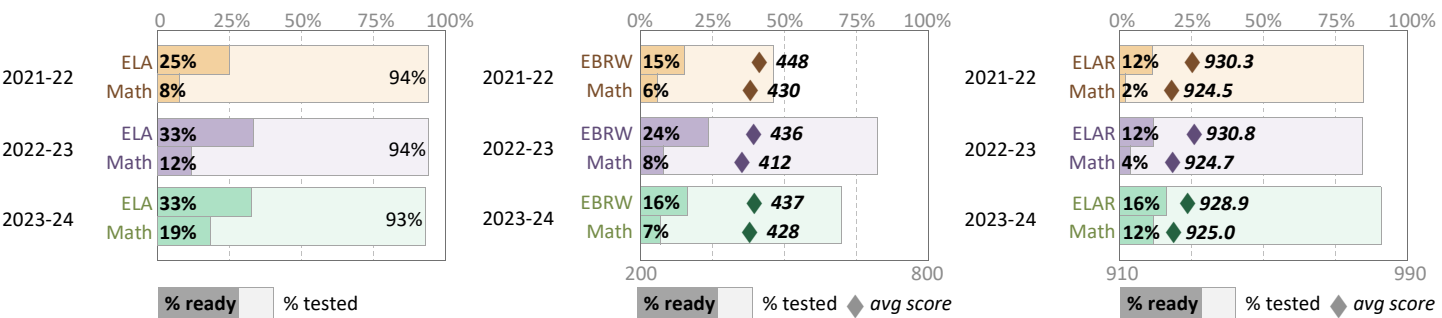 0 25% 50% 75% 100%
2021-22
ELA 25%
Math 8%
94%
2022-23
ELA 33%
Math 12%
94%
2023-24
ELA 33%
Math 19%
93%
% ready % tested
0% 25% 50% 75% 100%
2021-22
EBRW 15% 448
Math 6% 430
2022-23
EBRW 24% 436
Math 8% 412
2023-24
EBRW 16% 437
Math 7% 428
200 800
% ready % tested avg score
0% 25% 50% 75% 100%
2021-22
ELAR 12% 930.3
Math 2% 924.5
2022-23
ELAR 12% 930.8
Math 4% 924.7
2023-24
ELAR 16% 928.9
Math 12% 925.0
910 990
% ready % tested avg score